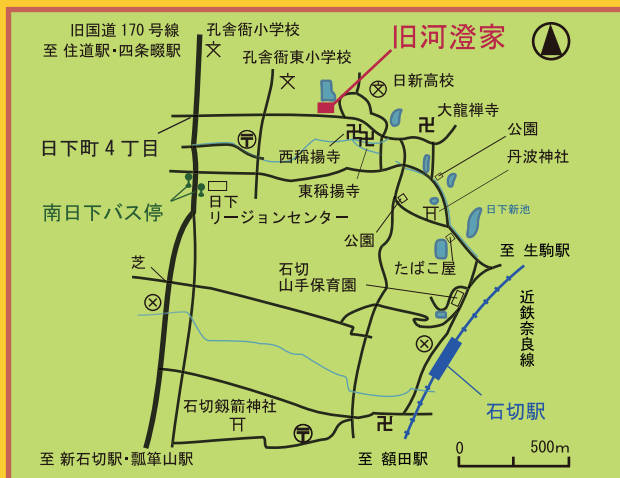 旧国道170号線
至 住道駅・四条畷駅
孔舎衙小学校
孔舎衙東小学校
旧河澄家
日新高校
大龍禅寺
公園
丹波神社
日下町4丁目
西稱揚寺
東稱揚寺
南日下バス停
日下
リージョンセンター
日下新池
公園
たばこ屋
至 生駒駅
芝
石切
山手保育園
近鉄奈良線
石切駅
石切剱箭神社
至 新石切駅・瓢箪山駅
至 額田駅
0 500m